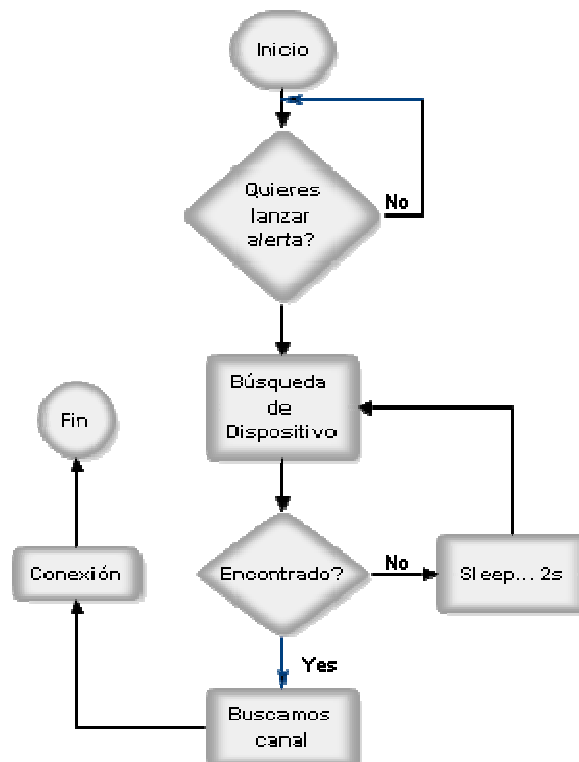 Inicio
Quieres
lanzar
alerta?
No
Búsqueda
de
Dispositivo
Fin
Encontrado?
No
Sleep... 2s
Conexión
Yes
Buscamos
canal